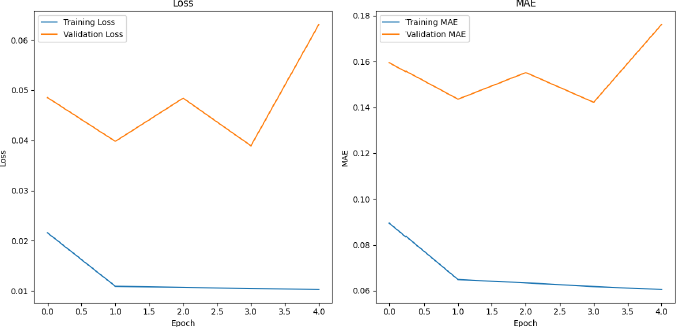 Loss
Training Loss
Validation Loss
0.06
0.05
0.04
0.03
0.02
0.01
Loss
0.0 0.5 1.0 1.5 2.0 2.5 3.0 3.5 4.0
Epoch
MAE
Training MAE
Validation MAE
0.18
0.16
0.14
0.12
0.10
0.08
0.06
MAE
0.0 0.5 1.0 1.5 2.0 2.5 3.0 3.5 4.0
Epoch